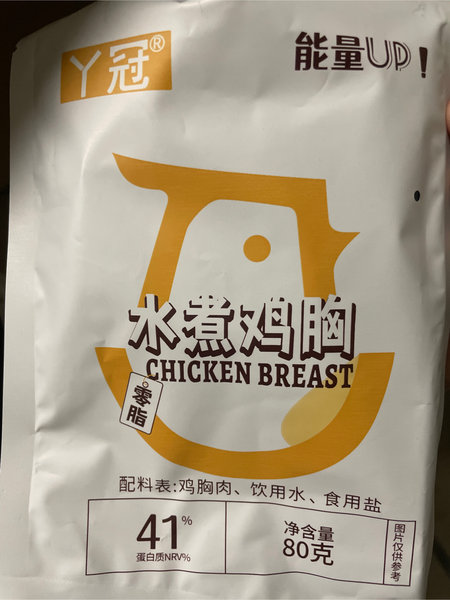 丫冠®
能量UP!
水煮鸡胸
CHICKEN BREAST
零脂
配料表:鸡胸肉、饮用水、食用盐
41%
蛋白质NRV%
净含量
80克
图片仅供参考